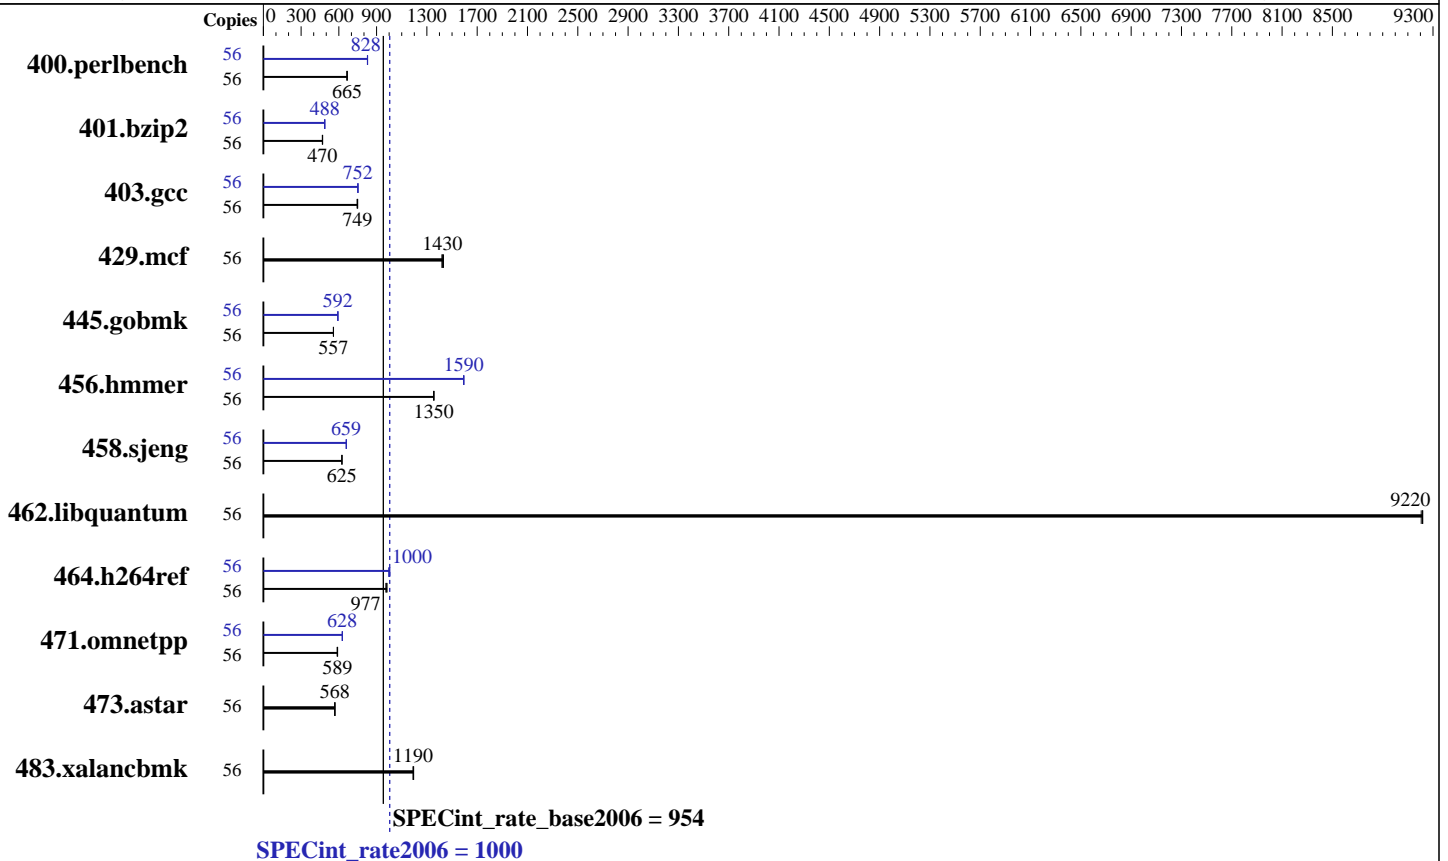 Copies 0 300 600 900 1300 1700 2100 2500 2900 3300 3700 4100 4500 4900 5300 5700 6100 6500 6900 7300 7700 8100 8500 9300
400.perlbench 56 828
56 665
401.bzip2 56 488
56 470
403.gcc 56 752
56 749
429.mcf 56 1430
445.gobmk 56 592
56 557
456.hmmer 56 1590
56 1350
458.sjeng 56 659
56 625
462.libquantum 56 9220
464.h264ref 56 1000
56 977
471.omnetpp 56 628
56 589
473.astar 56 568
483.xalancbmk 56 1190
SPECint_rate_base2006 = 954
SPECint_rate2006 = 1000